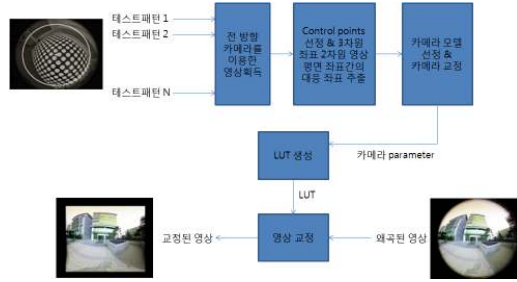 테스트패턴 1
테스트패턴 2
테스트패턴 N
전 방향
카메라를
이용한
영상획득
Control points
선정 & 3차원
좌표 2차원 영상
평면 좌표간의
대응 좌표 추출
카메라 모델
선정 &
카메라 교정
LUT 생성
카메라 parameter
LUT
교정된 영상
영상 교정
왜곡된 영상